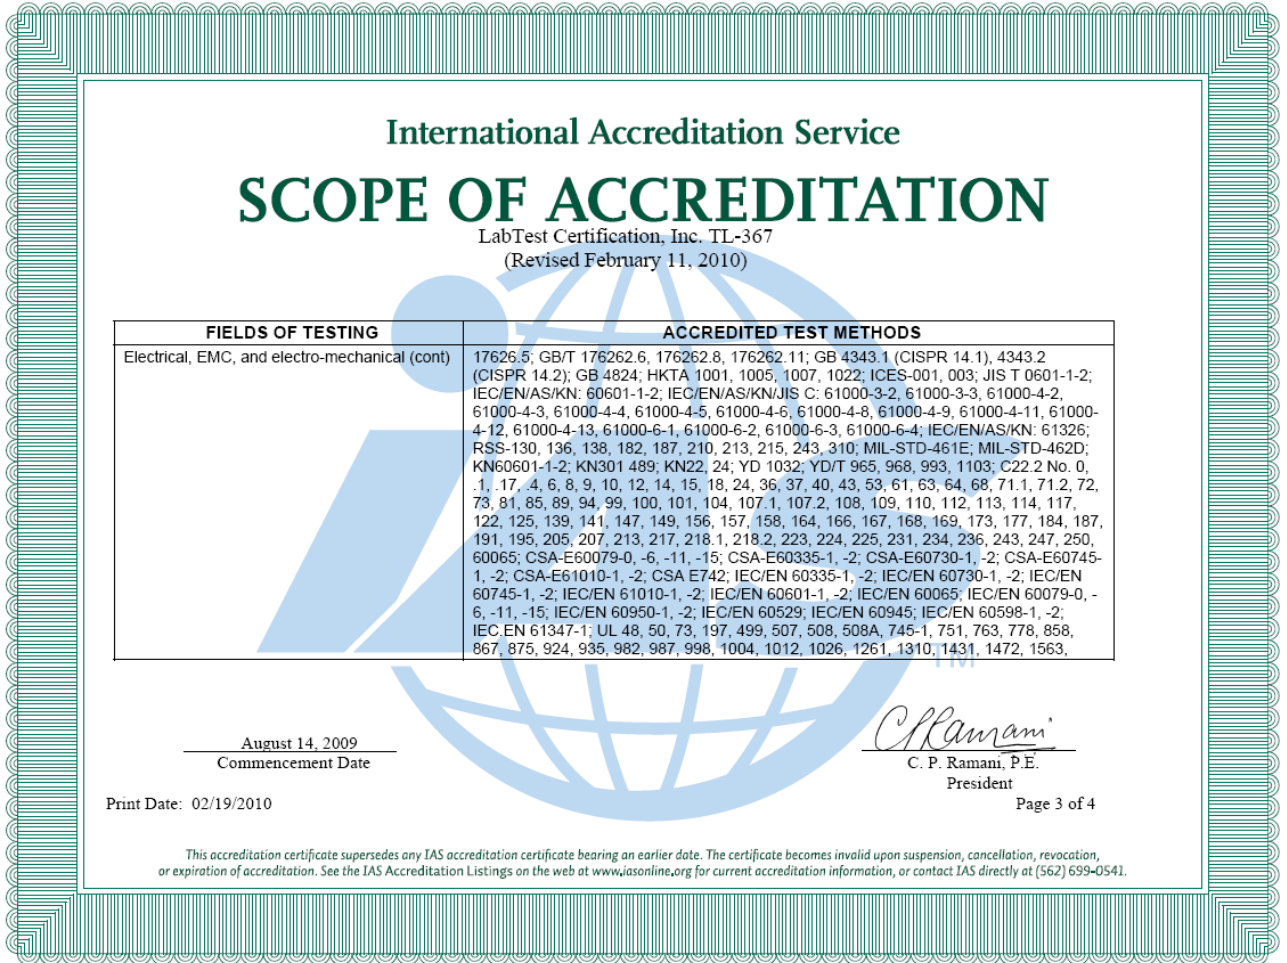 International Accreditation Service
SCOPE OF ACCREDITATION
LabTest Certification, Inc. TL-367
(Revised February 11, 2010)
FIELDS OF TESTING
ACCREDITED TEST METHODS
Electrical, EMC, and electro-mechanical (cont)
17626.5; GB/T 176262.6, 176262.8, 176262.11; GB 4343.1 (CISPR 14.1), 4343.2
(CISPR 14.2); GB 4824; HKTA 1001, 1005, 1007, 1022; ICES-001, 003; JIS T 0601-1-2;
IEC/EN/AS/KN: 60601-1-2; IEC/EN/AS/KN/JIS C: 61000-3-2, 61000-3-3, 61000-4-2,
61000-4-3, 61000-4-4, 61000-4-5, 61000-4-6, 61000-4-8, 61000-4-9, 61000-4-11, 61000-
4-12, 61000-4-13, 61000-6-1, 61000-6-2, 61000-6-3, 61000-6-4; IEC/EN/AS/KN: 61326;
RSS-130, 136, 138, 182, 187, 210, 213, 215, 243, 310; MIL-STD-461E; MIL-STD-462D;
KN60601-1-2; KN301 489; KN22, 24; YD 1032; YD/T 965, 968, 993, 1103; C22.2 No. 0,
.1, .17, .4, 6, 8, 9, 10, 12, 14, 15, 18, 24, 36, 37, 40, 43, 53, 61, 63, 64, 68, 71.1, 71.2, 72,
73, 81, 85, 89, 94, 99, 100, 101, 104, 107.1, 107.2, 108, 109, 110, 112, 113, 114, 117,
122, 125, 139, 141, 147, 149, 156, 157, 158, 164, 166, 167, 168, 169, 173, 177, 184, 187,
191, 195, 205, 207, 213, 217, 218.1, 218.2, 223, 224, 225, 231, 234, 236, 243, 247, 250,
60065; CSA-E60079-0, -6, -11, -15; CSA-E60335-1, -2; CSA-E60730-1, -2; CSA-E60745-
1, -2; CSA-E61010-1, -2; CSA E742; IEC/EN 60335-1, -2; IEC/EN 60730-1, -2; IEC/EN
60745-1, -2; IEC/EN 61010-1, -2; IEC/EN 60601-1, -2; IEC/EN 60065; IEC/EN 60079-0, -
6, -11, -15; IEC/EN 60950-1, -2; IEC/EN 60529; IEC/EN 60945; IEC/EN 60598-1, -2;
IEC.EN 61347-1; UL 48, 50, 73, 197, 499, 507, 508, 508A, 745-1, 751, 763, 778, 858,
867, 875, 924, 935, 982, 987, 998, 1004, 1012, 1026, 1261, 1310, 1431, 1472, 1563,
ias
TM
August 14, 2009
Commencement Date
CPRamani
C. P. Ramani, P.E.
President
Print Date: 02/19/2010
Page 3 of 4
This accreditation certificate supersedes any IAS accreditation certificate bearing an earlier date. The certificate becomes invalid upon suspension, cancellation, revocation,
or expiration of accreditation. See the IAS Accreditation Listings on the web at www.iasonline.org for current accreditation information, or contact IAS directly at (562) 699-0541.